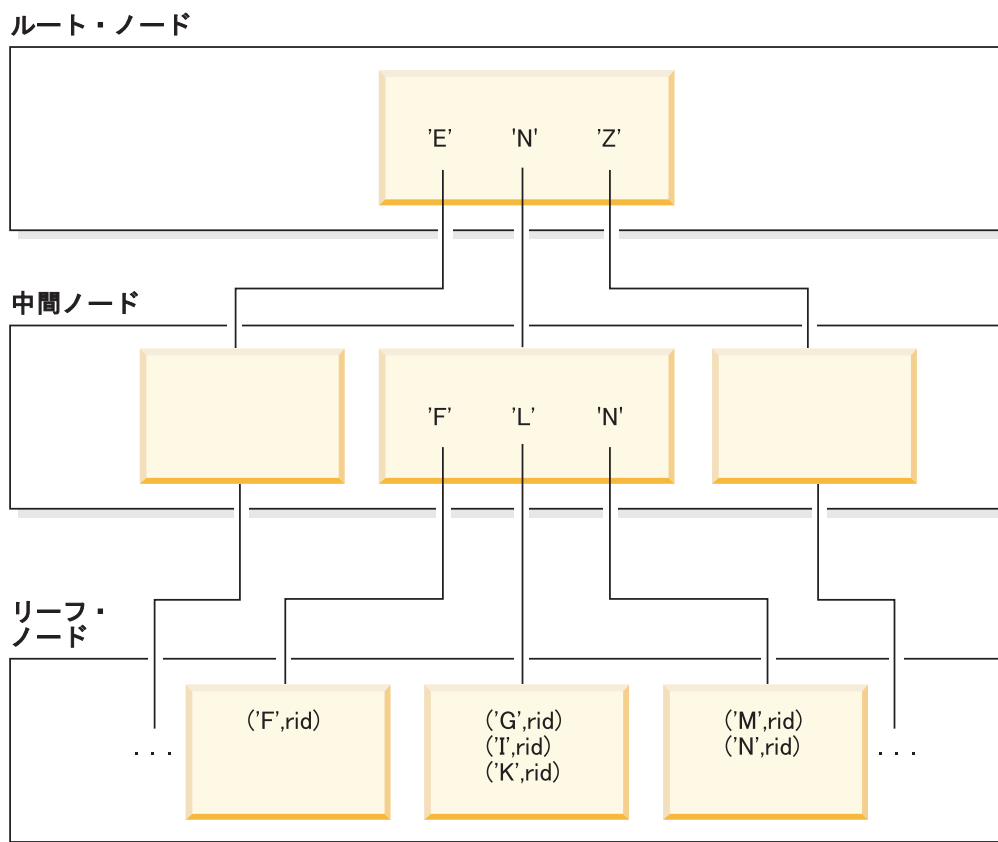 ルート・ノード
'E' 'N' 'Z'
中間ノード
'F' 'L' 'N'
リーフ・
ノード
('F',rid)
('G',rid)
('I',rid)
('K',rid)
('M',rid)
('N',rid)
. . .
. . .